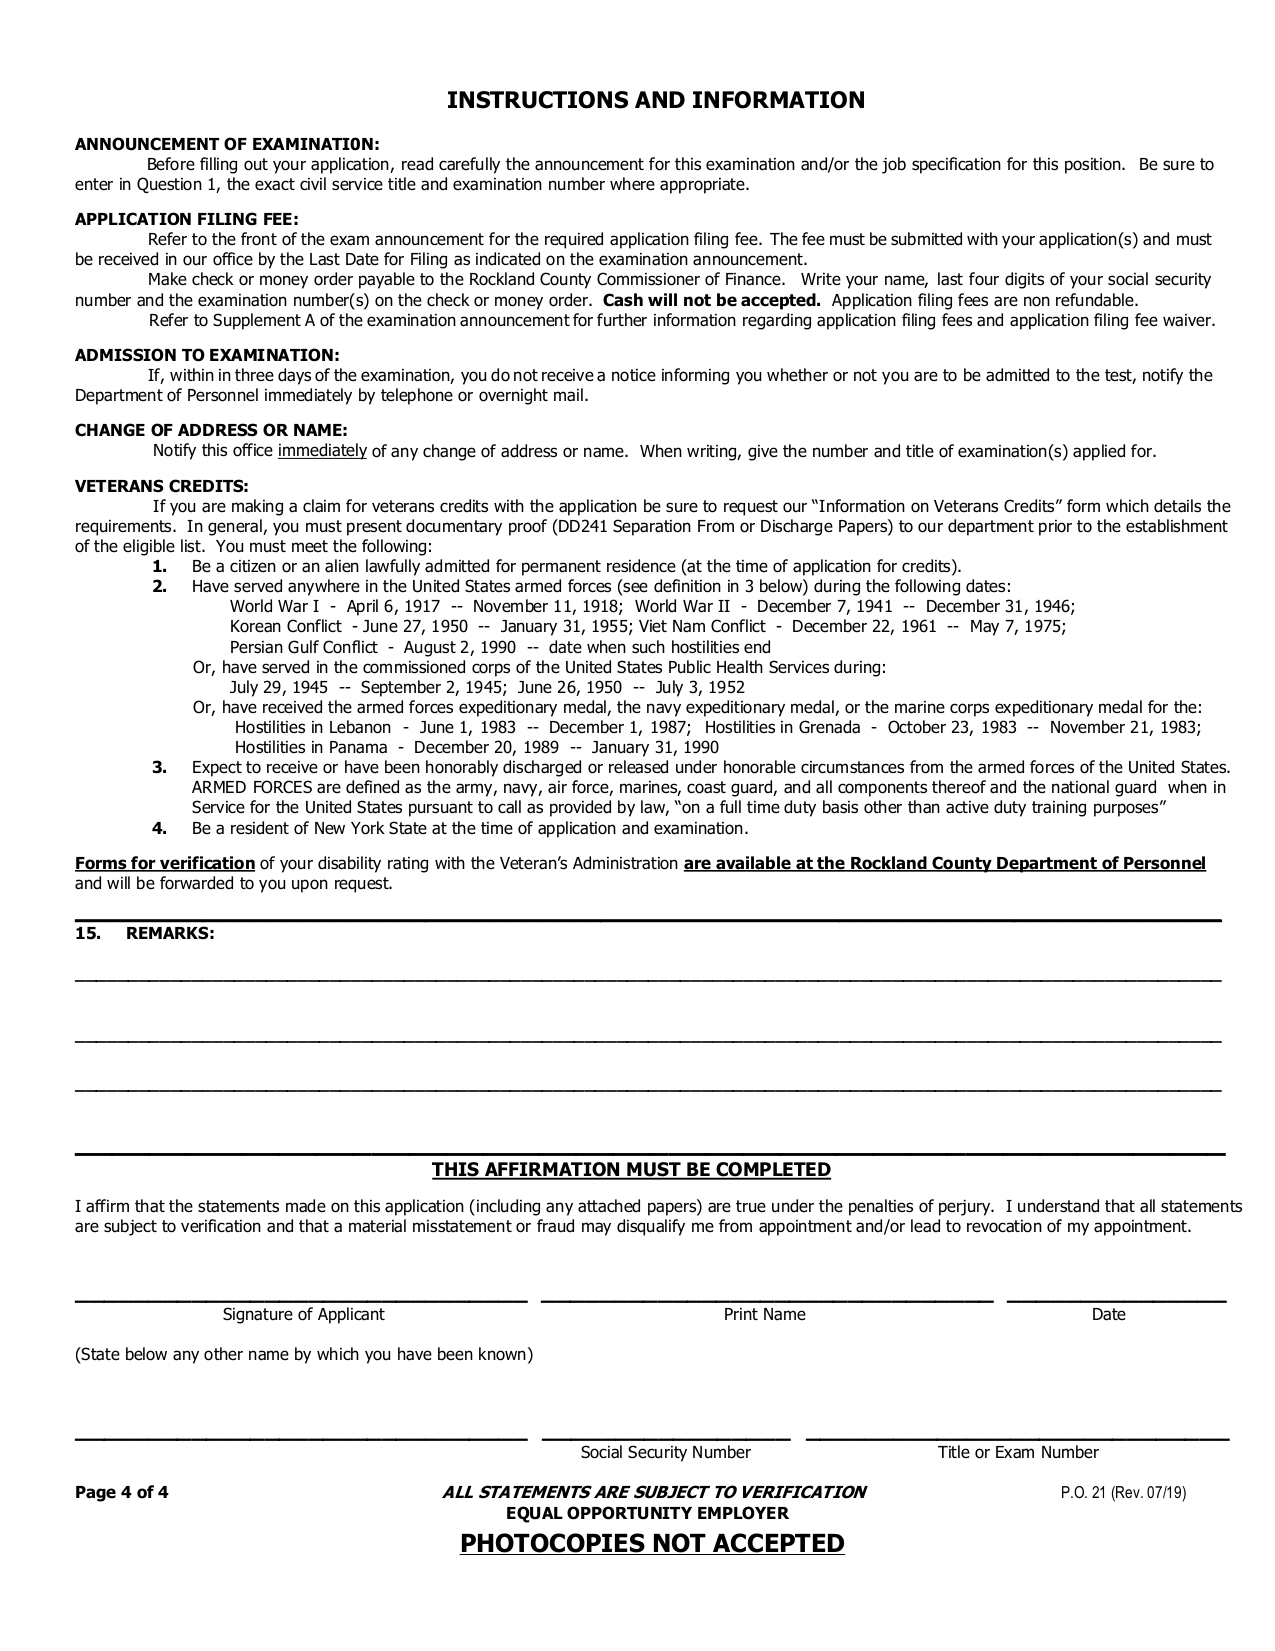 INSTRUCTIONS AND INFORMATION
ANNOUNCEMENT OF EXAMINATI0N:
Before filling out your application, read carefully the announcement for this examination and/or the job specification for this position. Be sure to
enter in Question 1, the exact civil service title and examination number where appropriate.
APPLICATION FILING FEE:
Refer to the front of the exam announcement for the required application filing fee. The fee must be submitted with your application(s) and must
be received in our office by the Last Date for Filing as indicated on the examination announcement.
Make check or money order payable to the Rockland County Commissioner of Finance. Write your name, last four digits of your social security
number and the examination number(s) on the check or money order. Cash will not be accepted. Application filing fees are non refundable.
Refer to Supplement A of the examination announcement for further information regarding application filing fees and application filing fee waiver.
ADMISSION TO EXAMINATION:
If, within in three days of the examination, you do not receive a notice informing you whether or not you are to be admitted to the test, notify the
Department of Personnel immediately by telephone or overnight mail.
CHANGE OF ADDRESS OR NAME:
Notify this office immediately of any change of address or name. When writing, give the number and title of examination(s) applied for.
VETERANS CREDITS:
If you are making a claim for veterans credits with the application be sure to request our “Information on Veterans Credits” form which details the
requirements. In general, you must present documentary proof (DD241 Separation From or Discharge Papers) to our department prior to the establishment
of the eligible list. You must meet the following:
1. Be a citizen or an alien lawfully admitted for permanent residence (at the time of application for credits).
2. Have served anywhere in the United States armed forces (see definition in 3 below) during the following dates:
World War I - April 6, 1917 -- November 11, 1918; World War II - December 7, 1941 -- December 31, 1946;
Korean Conflict - June 27, 1950 -- January 31, 1955; Viet Nam Conflict - December 22, 1961 -- May 7, 1975;
Persian Gulf Conflict - August 2, 1990 -- date when such hostilities end
Or, have served in the commissioned corps of the United States Public Health Services during:
July 29, 1945 -- September 2, 1945; June 26, 1950 -- July 3, 1952
Or, have received the armed forces expeditionary medal, the navy expeditionary medal, or the marine corps expeditionary medal for the:
Hostilities in Lebanon - June 1, 1983 -- December 1, 1987; Hostilities in Grenada - October 23, 1983 -- November 21, 1983;
Hostilities in Panama - December 20, 1989 -- January 31, 1990
3. Expect to receive or have been honorably discharged or released under honorable circumstances from the armed forces of the United States.
ARMED FORCES are defined as the army, navy, air force, marines, coast guard, and all components thereof and the national guard when in
Service for the United States pursuant to call as provided by law, “on a full time duty basis other than active duty training purposes”
4. Be a resident of New York State at the time of application and examination.
Forms for verification of your disability rating with the Veteran’s Administration are available at the Rockland County Department of Personnel
and will be forwarded to you upon request.
15. REMARKS:
THIS AFFIRMATION MUST BE COMPLETED
I affirm that the statements made on this application (including any attached papers) are true under the penalties of perjury. I understand that all statements
are subject to verification and that a material misstatement or fraud may disqualify me from appointment and/or lead to revocation of my appointment.
Signature of Applicant Print Name Date
(State below any other name by which you have been known)
Social Security Number Title or Exam Number
Page 4 of 4 ALL STATEMENTS ARE SUBJECT TO VERIFICATION P.O. 21 (Rev. 07/19)
EQUAL OPPORTUNITY EMPLOYER
PHOTOCOPIES NOT ACCEPTED